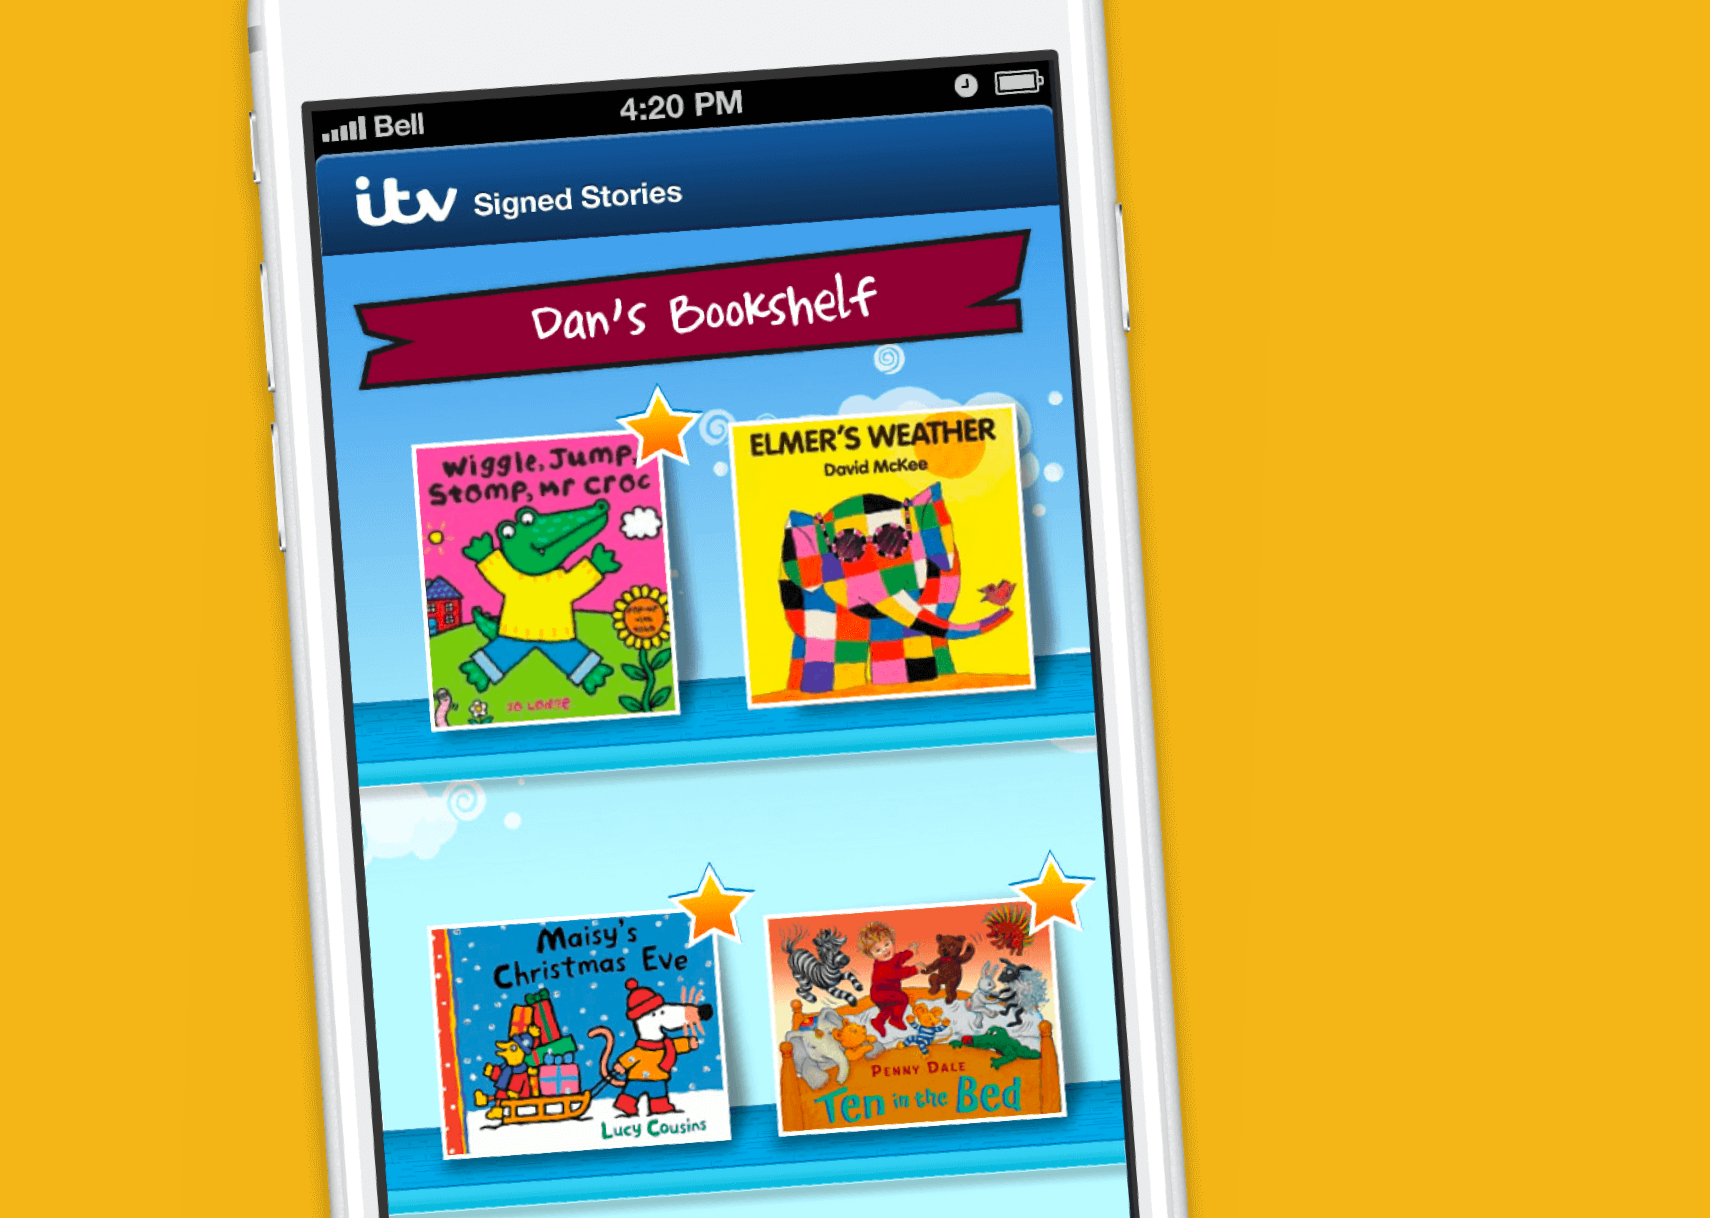 Bell
4:20 PM
itv Signed Stories
Dan's Bookshelf
Wiggle, Jump,
Stomp, Mr Croc
Jo Lodge
ELMER'S WEATHER
David McKee
Maisy's
Christmas Eve
Lucy Cousins
PENNY DALE
Ten in the Bed